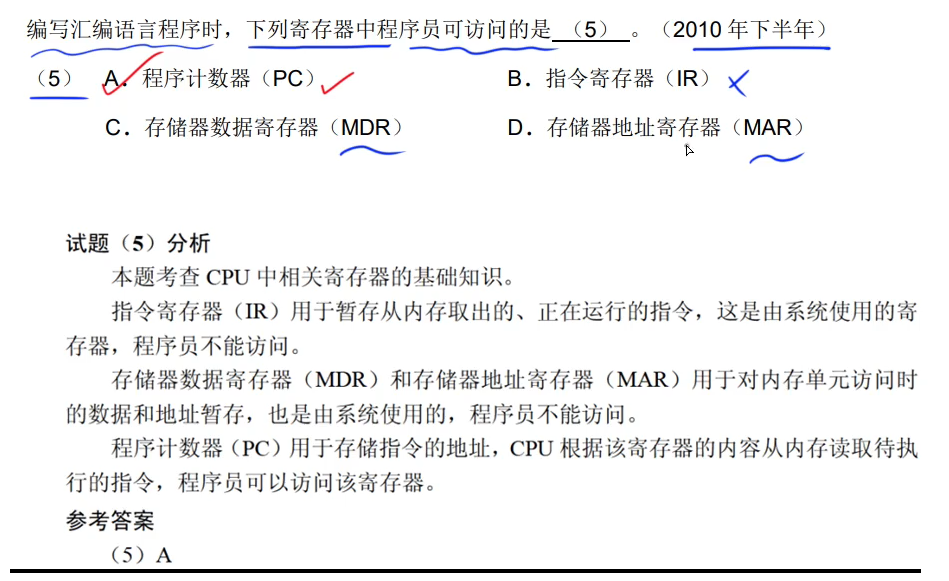 编写汇编语言程序时，下列寄存器中程序员可访问的是 （5） 。（2010 年下半年）
（5） A．程序计数器（PC） B．指令寄存器（IR）
C．存储器数据寄存器（MDR） D．存储器地址寄存器（MAR）
试题（5）分析
本题考查 CPU 中相关寄存器的基础知识。
指令寄存器（IR）用于暂存从内存取出的、正在运行的指令，这是由系统使用的寄
存器，程序员不能访问。
存储器数据寄存器（MDR）和存储器地址寄存器（MAR）用于对内存单元访问时
的数据和地址暂存，也是由系统使用的，程序员不能访问。
程序计数器（PC）用于存储指令的地址，CPU 根据该寄存器的内容从内存读取待执
行的指令，程序员可以访问该寄存器。
参考答案
（5）A